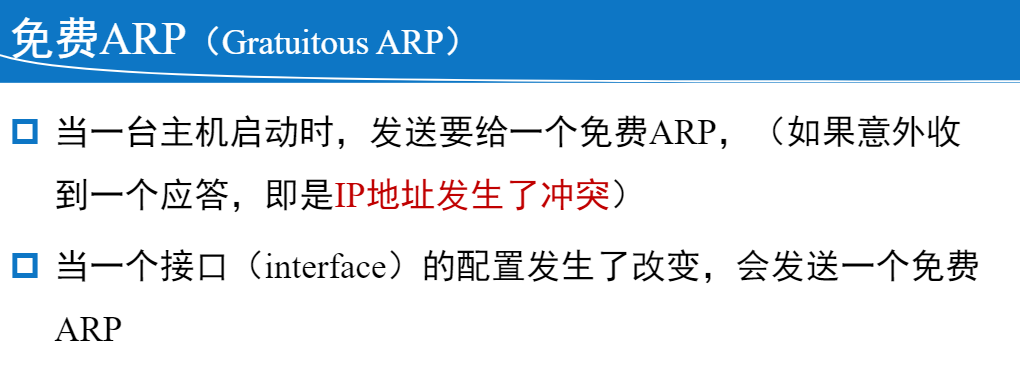 免费ARP（Gratuitous ARP）
当一台主机启动时，发送要给一个免费ARP，（如果意外收
到一个应答，即是IP地址发生了冲突）
当一个接口（interface）的配置发生了改变，会发送一个免费
ARP